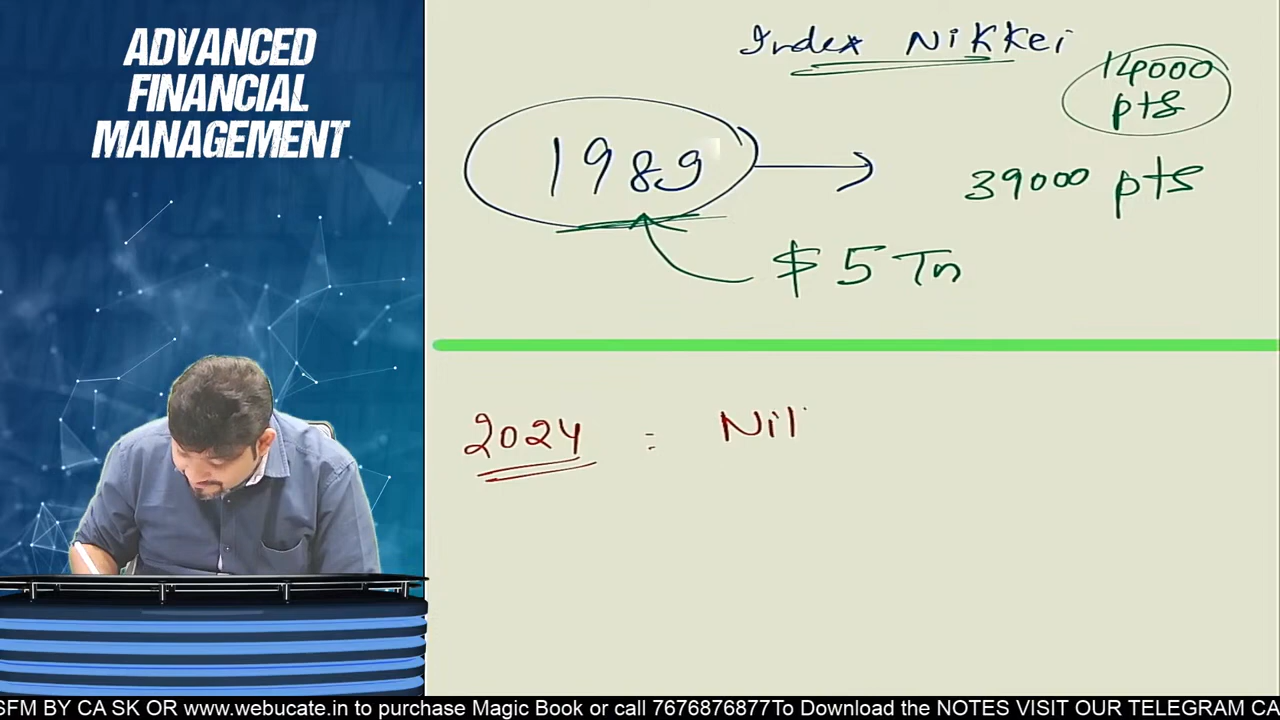 ADVANCED
FINANCIAL
MANAGEMENT
Index Nikkei
14000
pts
1989
39000 pts
$ 5 Tn
2024 : Nil
SFM BY CA SK OR www.webucate.in to purchase Magic Book or call 7676876877To Download the NOTES VISIT OUR TELEGRAM CA